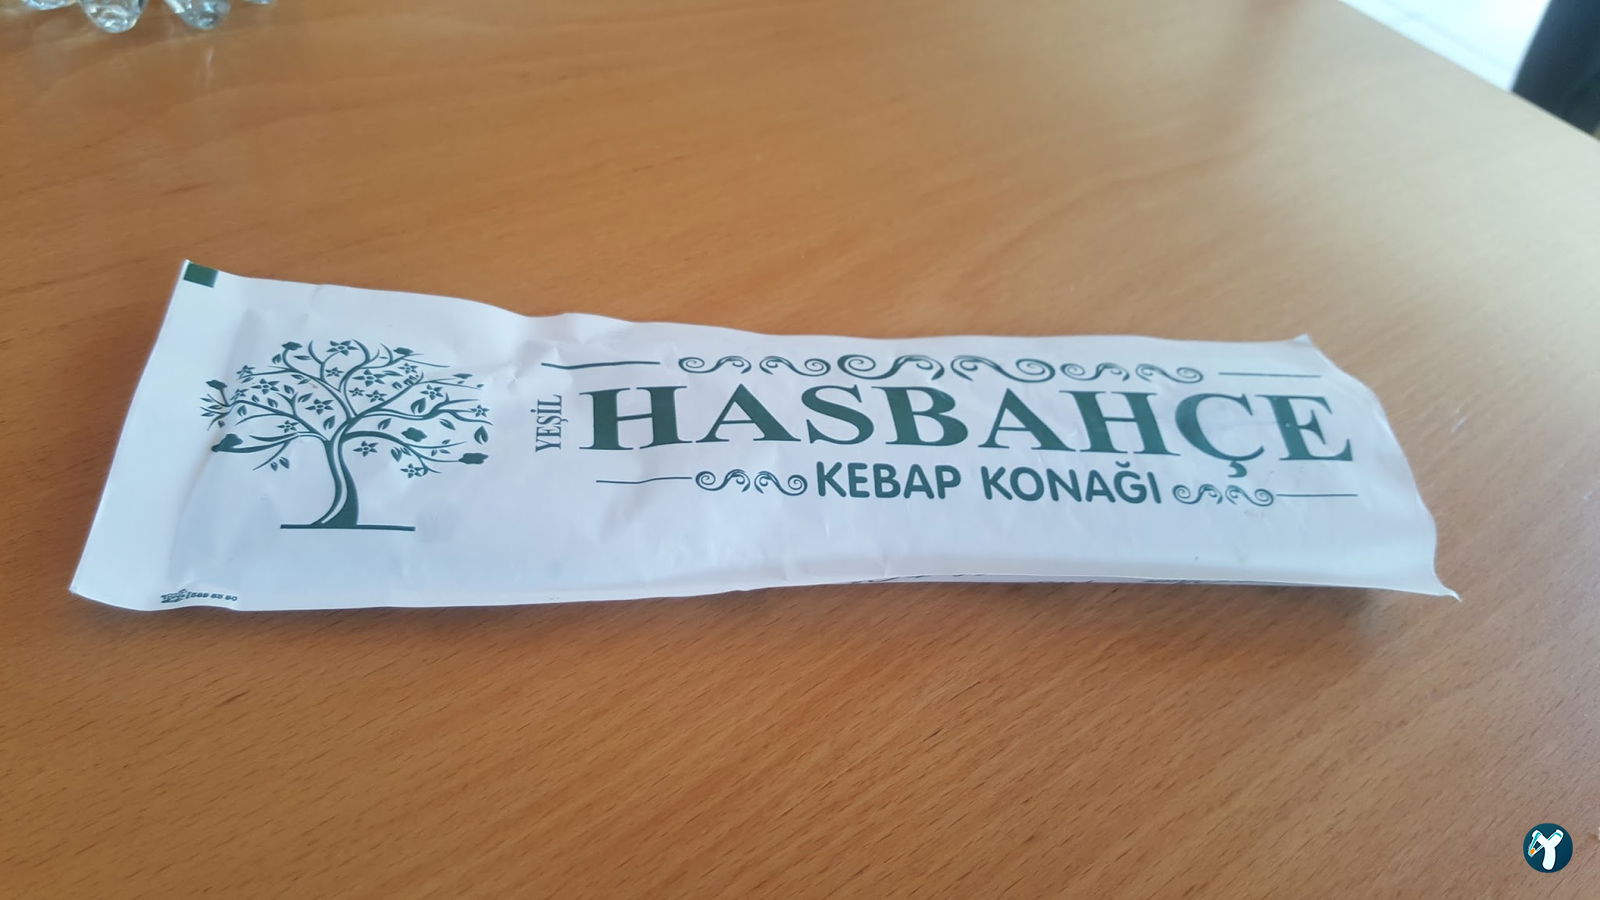 YEŞİL
HASBAHÇE
KEBAP KONAĞI